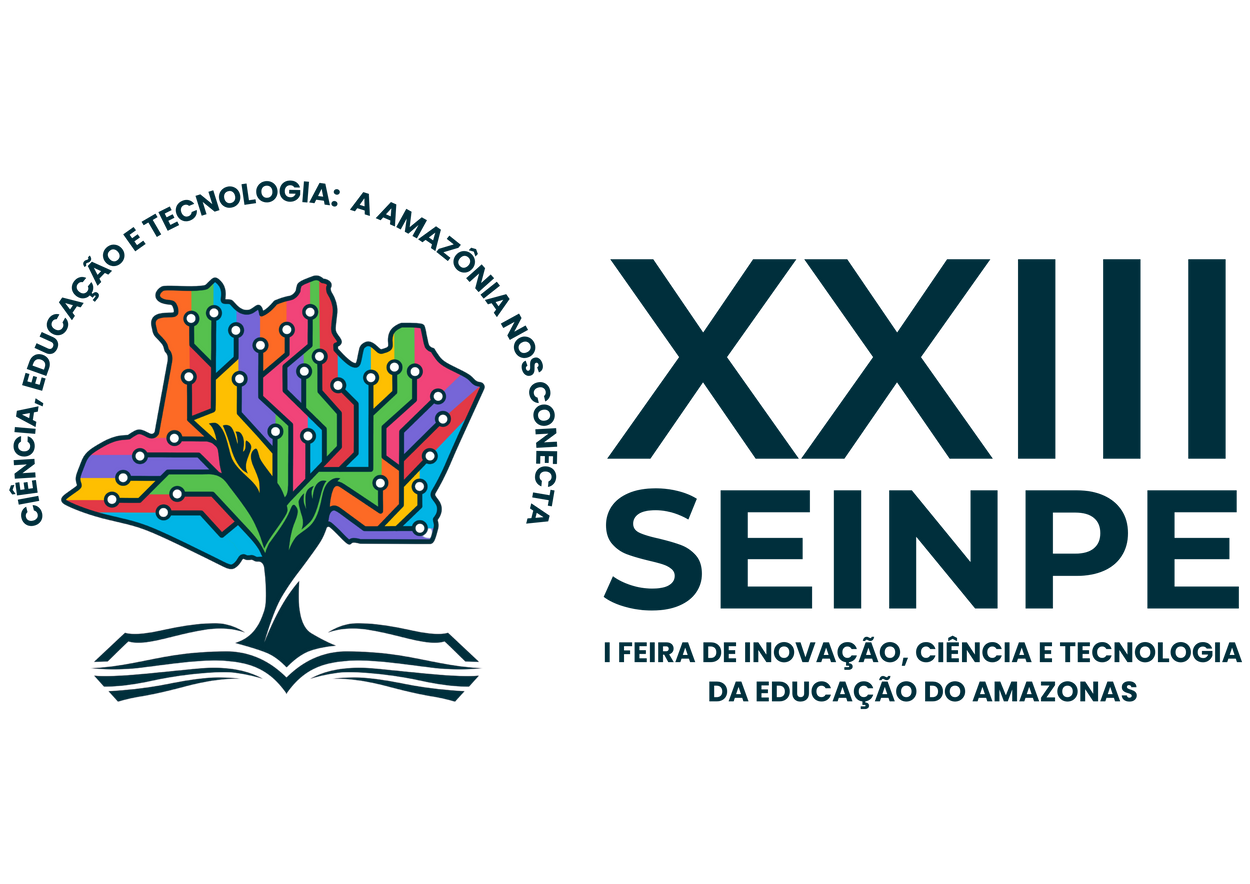 CIÊNCIA, EDUCAÇÃO E TECNOLOGIA: A AMAZÔNIA NOS CONECTA
XXIII
SEINPE
I FEIRA DE INOVAÇÃO, CIÊNCIA E TECNOLOGIA
DA EDUCAÇÃO DO AMAZONAS